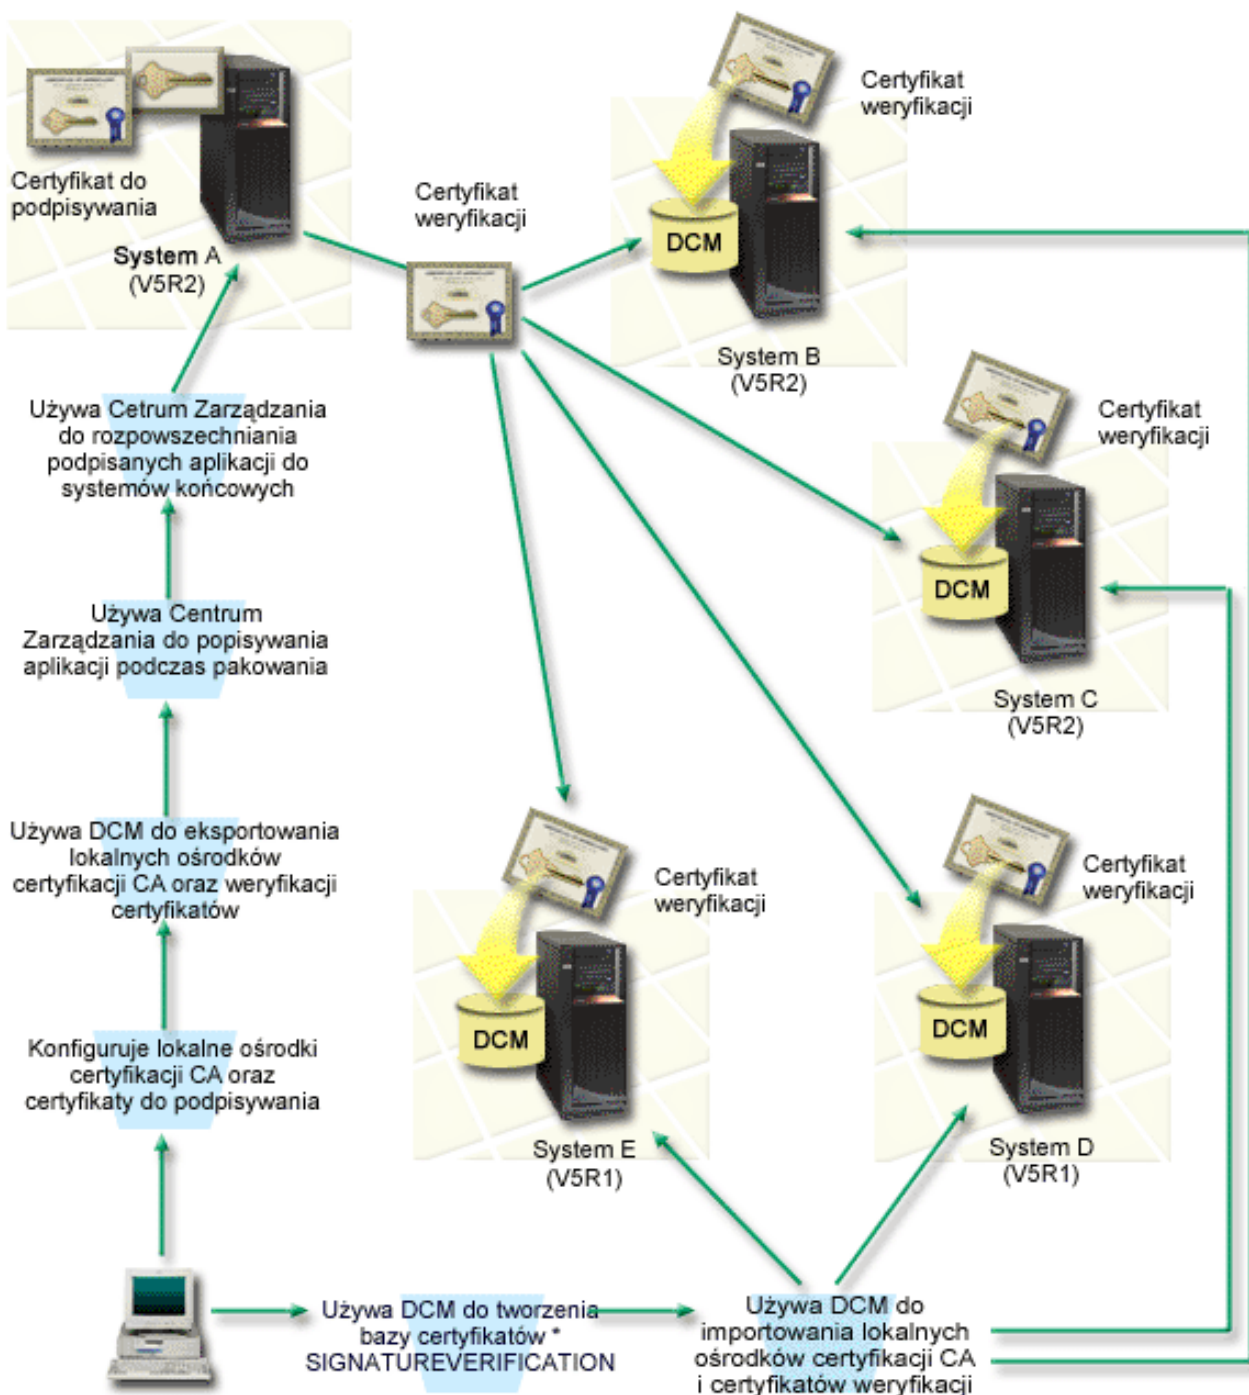 Certyfikat do
podpisywania
System A
(V5R2)
Certyfikat
weryfikacji
Certyfikat
weryfikacji
DCM
System B
(V5R2)
Certyfikat
weryfikacji
DCM
System C
(V5R2)
Używa Cetrum Zarządzania
do rozpowszechniania
podpisanych aplikacji do
systemów końcowych
Używa Centrum
Zarządzania do popisywania
aplikacji podczas pakowania
Używa DCM do eksportowania
lokalnych ośrodków
certyfikacji CA oraz weryfikacji
certyfikatów
Konfiguruje lokalne ośrodki
certyfikacji CA oraz
certyfikaty do podpisywania
Certyfikat
weryfikacji
DCM
System E
(V5R1)
Certyfikat
weryfikacji
DCM
System D
(V5R1)
Używa DCM do tworzenia
bazy certyfikatów *
SIGNATUREVERIFICATION
Używa DCM do
importowania lokalnych
ośrodków certyfikacji CA
i certyfikatów weryfikacji